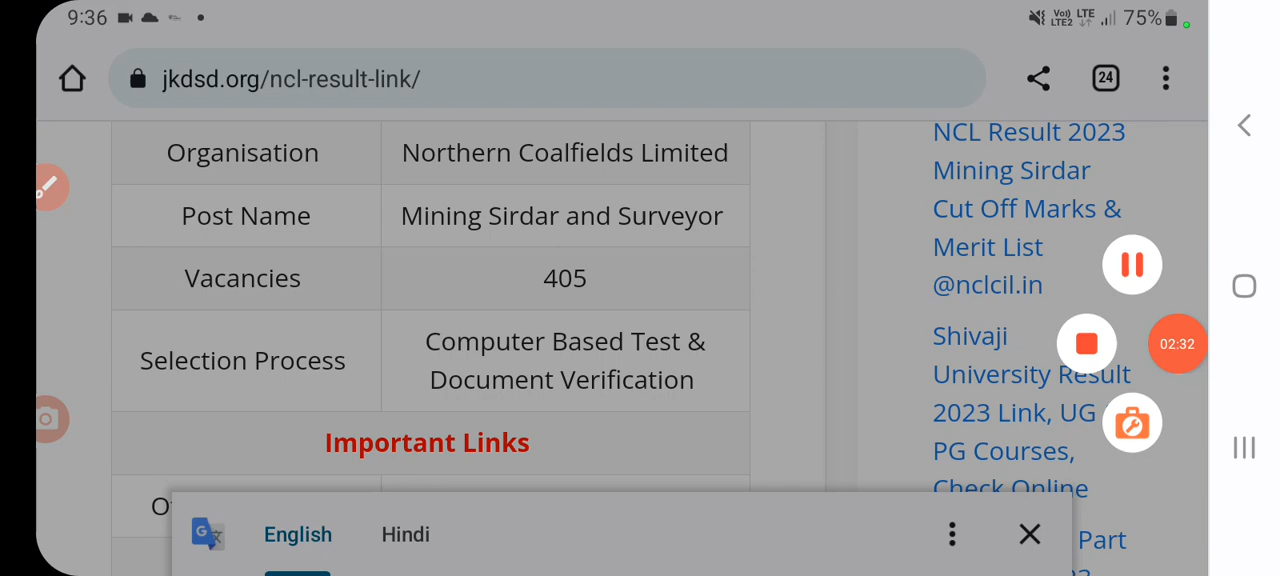 9:36
Vo)) LTE
LTE2
75%
jkdsd.org/ncl-result-link/
24
Organisation
Northern Coalfields Limited
Post Name
Mining Sirdar and Surveyor
Vacancies
405
Selection Process
Computer Based Test &
Document Verification
Important Links
NCL Result 2023
Mining Sirdar
Cut Off Marks &
Merit List
@nclcil.in
Shivaji
University Result
2023 Link, UG
PG Courses,
Check Online
Part
02:32
English
Hindi